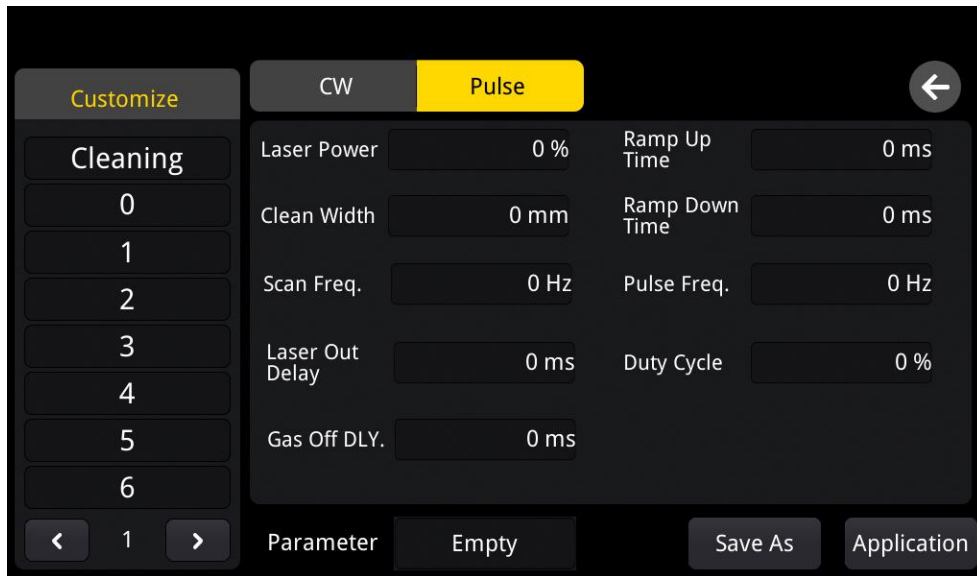 Customize
Cleaning
0
1
2
3
4
5
6
1
CW
Pulse
Laser Power
0 %
Ramp Up
Time
0 ms
Clean Width
0 mm
Ramp Down
Time
0 ms
Scan Freq.
0 Hz
Pulse Freq.
0 Hz
Laser Out
Delay
0 ms
Duty Cycle
0 %
Gas Off DLY.
0 ms
Parameter
Empty
Save As
Application